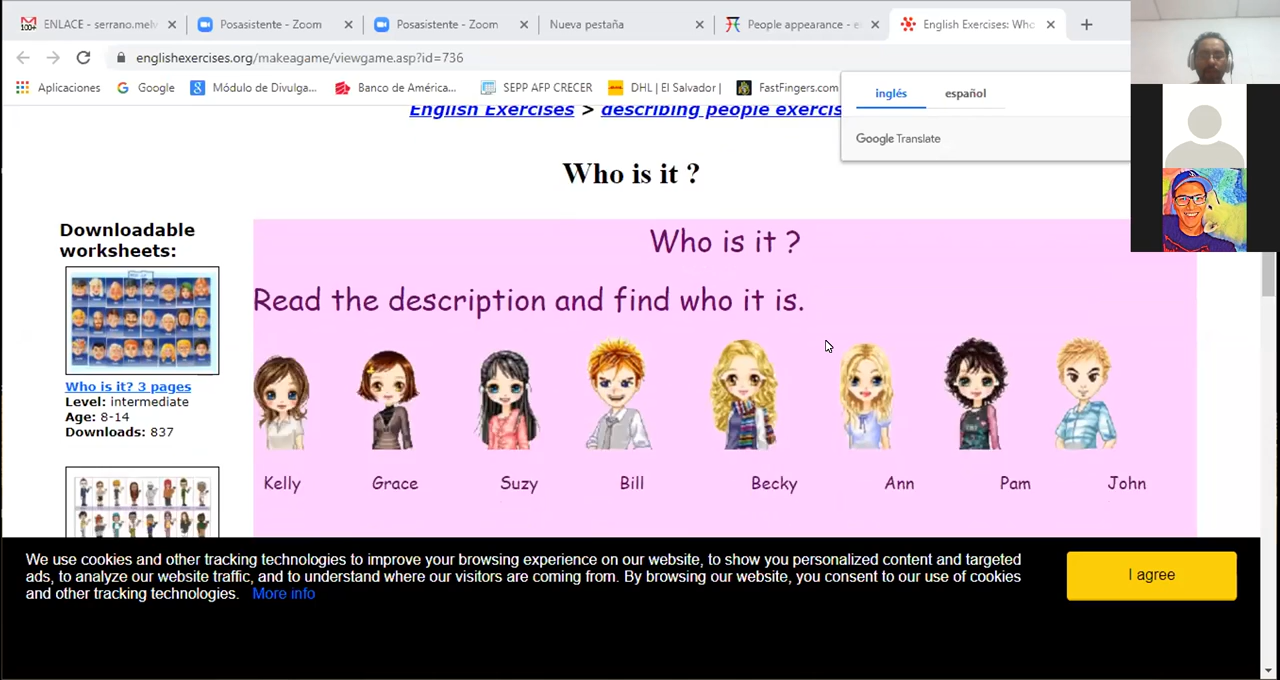 ENLACE - serrano.melv
Posasistente - Zoom
Posasistente - Zoom
Nueva pestaña
People appearance - e
English Exercises: Who
englishexercises.org/makeagame/viewgame.asp?id=736
Aplicaciones
Google
Módulo de Divulga...
Banco de América...
SEPP AFP CRECER
DHL | El Salvador |
FastFingers.com
inglés
español
Google Translate
English Exercises > describing people exercis
Who is it ?
Downloadable
worksheets:
Who is it? 3 pages
Level: intermediate
Age: 8-14
Downloads: 837
Who is it ?
Read the description and find who it is.
Kelly
Grace
Suzy
Bill
Becky
Ann
Pam
John
We use cookies and other tracking technologies to improve your browsing experience on our website, to show you personalized content and targeted
ads, to analyze our website traffic, and to understand where our visitors are coming from. By browsing our website, you consent to our use of cookies
and other tracking technologies. More info
I agree